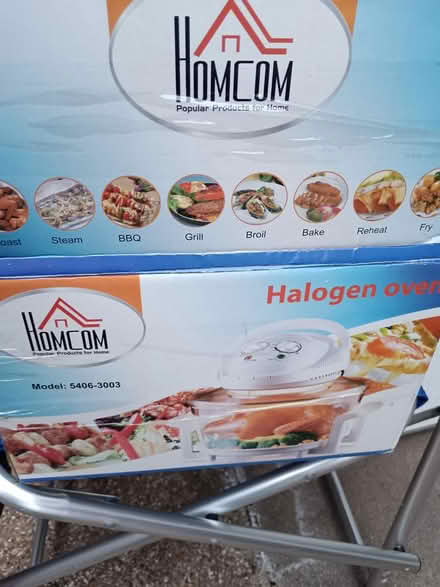 HOMCOM
Popular Products for Home
oast Steam BBQ Grill Broil Bake Reheat Fry
Halogen oven
HOMCOM
Popular Products for Home
Model: 5406-3003